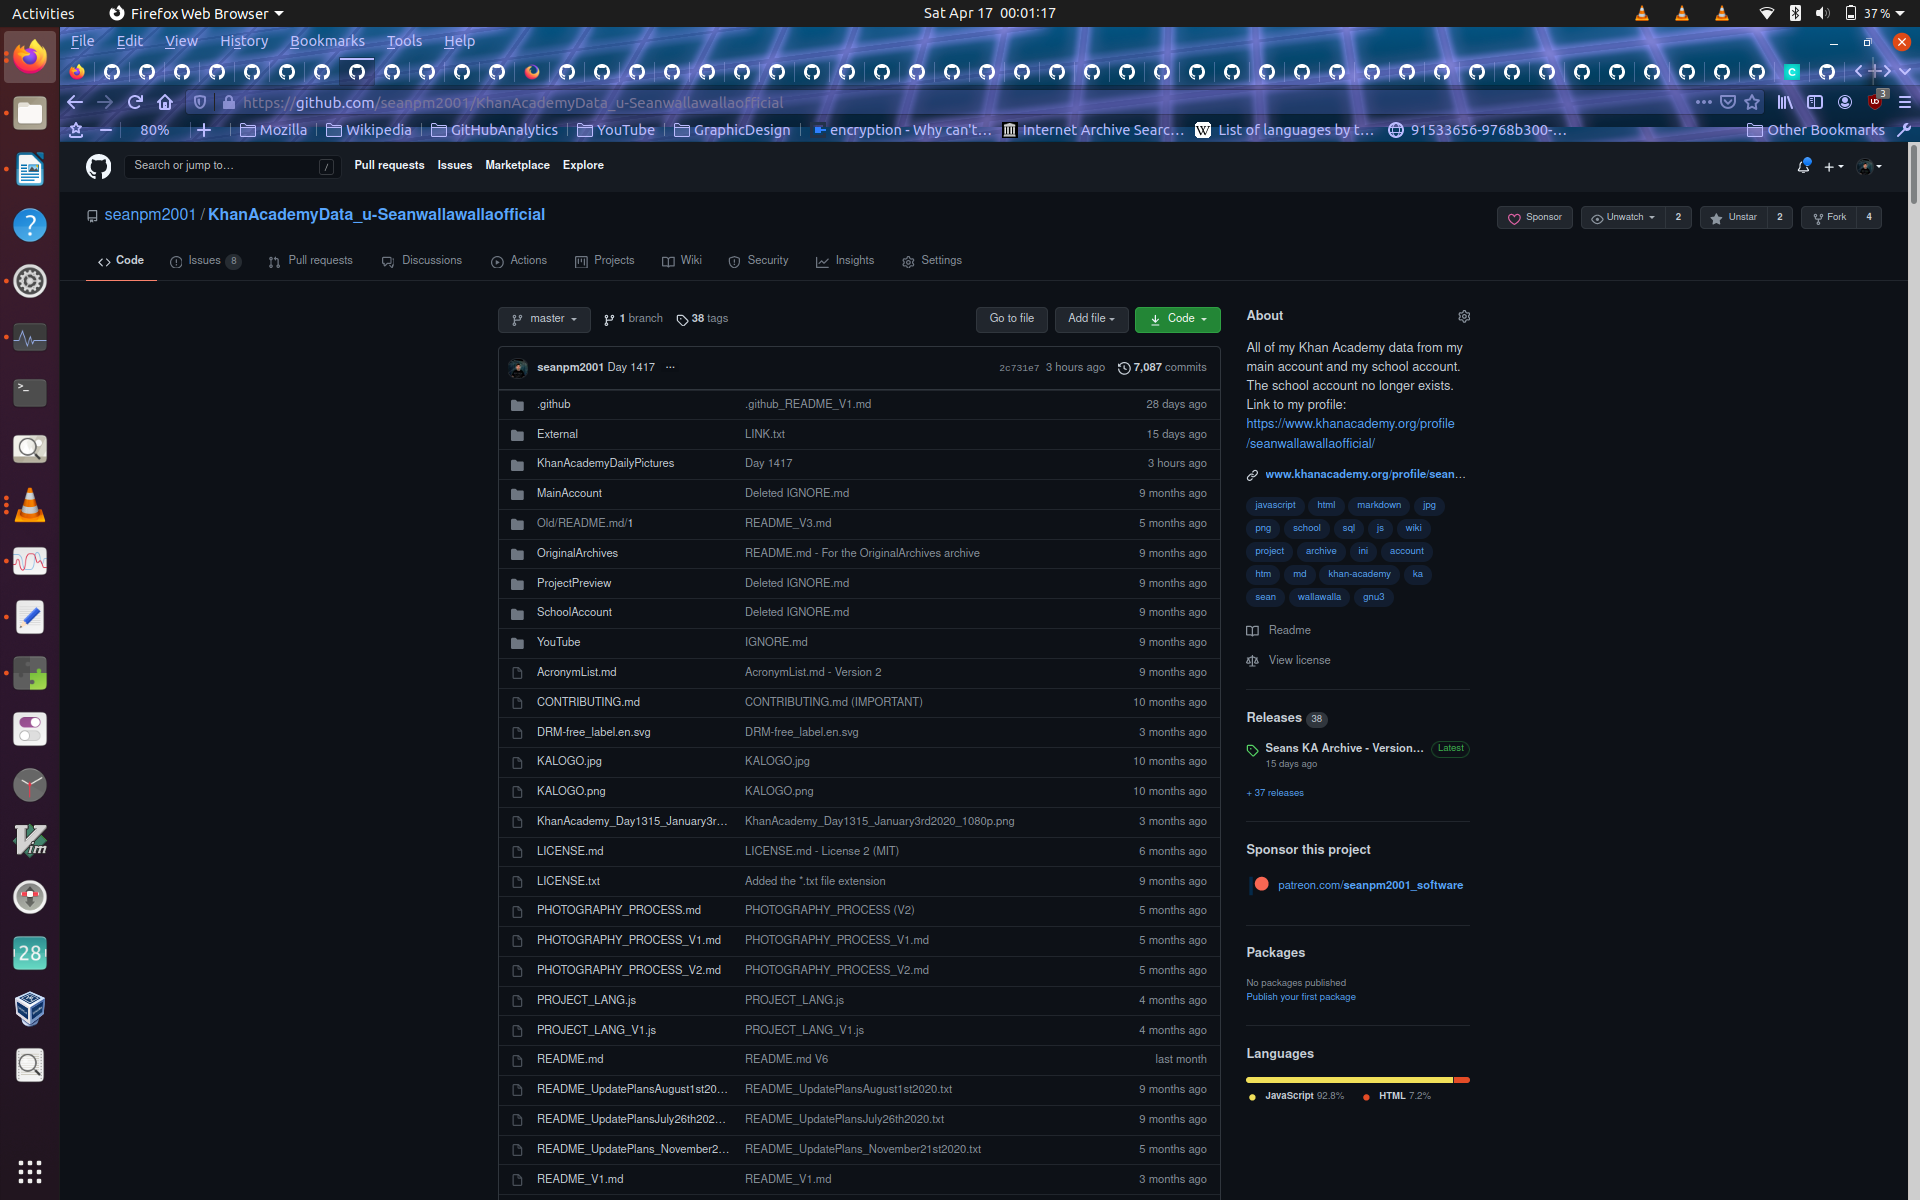 Activities Firefox Web Browser Sat Apr 17 00:01:17 37 %
File Edit View History Bookmarks Tools Help
https://github.com/seanpm2001/KhanAcademyData_u-Seanwallawallaofficial 3
80% Mozilla Wikipedia GitHubAnalytics YouTube GraphicDesign encryption - Why can't… Internet Archive Searc… List of languages by t… 91533656-9768b300-… Other Bookmarks
Search or jump to… / Pull requests Issues Marketplace Explore
seanpm2001 / KhanAcademyData_u-Seanwallawallaofficial Sponsor Unwatch 2 Unstar 2 Fork 4
Code Issues 8 Pull requests Discussions Actions Projects Wiki Security Insights Settings
master 1 branch 38 tags Go to file Add file Code
seanpm2001 Day 1417 ... 2c731e7 3 hours ago 7,087 commits
.github .github_README_V1.md 28 days ago
External LINK.txt 15 days ago
KhanAcademyDailyPictures Day 1417 3 hours ago
MainAccount Deleted IGNORE.md 9 months ago
Old/README.md/1 README_V3.md 5 months ago
OriginalArchives README.md - For the OriginalArchives archive 9 months ago
ProjectPreview Deleted IGNORE.md 9 months ago
SchoolAccount Deleted IGNORE.md 9 months ago
YouTube IGNORE.md 9 months ago
AcronymList.md AcronymList.md - Version 2 9 months ago
CONTRIBUTING.md CONTRIBUTING.md (IMPORTANT) 10 months ago
DRM-free_label.en.svg DRM-free_label.en.svg 3 months ago
KALOGO.jpg KALOGO.jpg 10 months ago
KALOGO.png KALOGO.png 10 months ago
KhanAcademy_Day1315_January3r… KhanAcademy_Day1315_January3rd2020_1080p.png 3 months ago
LICENSE.md LICENSE.md - License 2 (MIT) 6 months ago
LICENSE.txt Added the *.txt file extension 9 months ago
PHOTOGRAPHY_PROCESS.md PHOTOGRAPHY_PROCESS (V2) 5 months ago
PHOTOGRAPHY_PROCESS_V1.md PHOTOGRAPHY_PROCESS_V1.md 5 months ago
PHOTOGRAPHY_PROCESS_V2.md PHOTOGRAPHY_PROCESS_V2.md 5 months ago
PROJECT_LANG.js PROJECT_LANG.js 4 months ago
PROJECT_LANG_V1.js PROJECT_LANG_V1.js 4 months ago
README.md README.md V6 last month
README_UpdatePlansAugust1st20… README_UpdatePlansAugust1st2020.txt 9 months ago
README_UpdatePlansJuly26th202… README_UpdatePlansJuly26th2020.txt 9 months ago
README_UpdatePlans_November2… README_UpdatePlans_November21st2020.txt 5 months ago
README_V1.md README_V1.md 3 months ago
About
All of my Khan Academy data from my
main account and my school account.
The school account no longer exists.
Link to my profile:
https://www.khanacademy.org/profile
/seanwallawallaofficial/
www.khanacademy.org/profile/sean…
javascript html markdown jpg
png school sql js wiki
project archive ini account
htm md khan-academy ka
sean wallawalla gnu3
Readme
View license
Releases 38
Seans KA Archive - Version… Latest
15 days ago
+ 37 releases
Sponsor this project
patreon.com/seanpm2001_software
Packages
No packages published
Publish your first package
Languages
JavaScript 92.8% HTML 7.2%
28